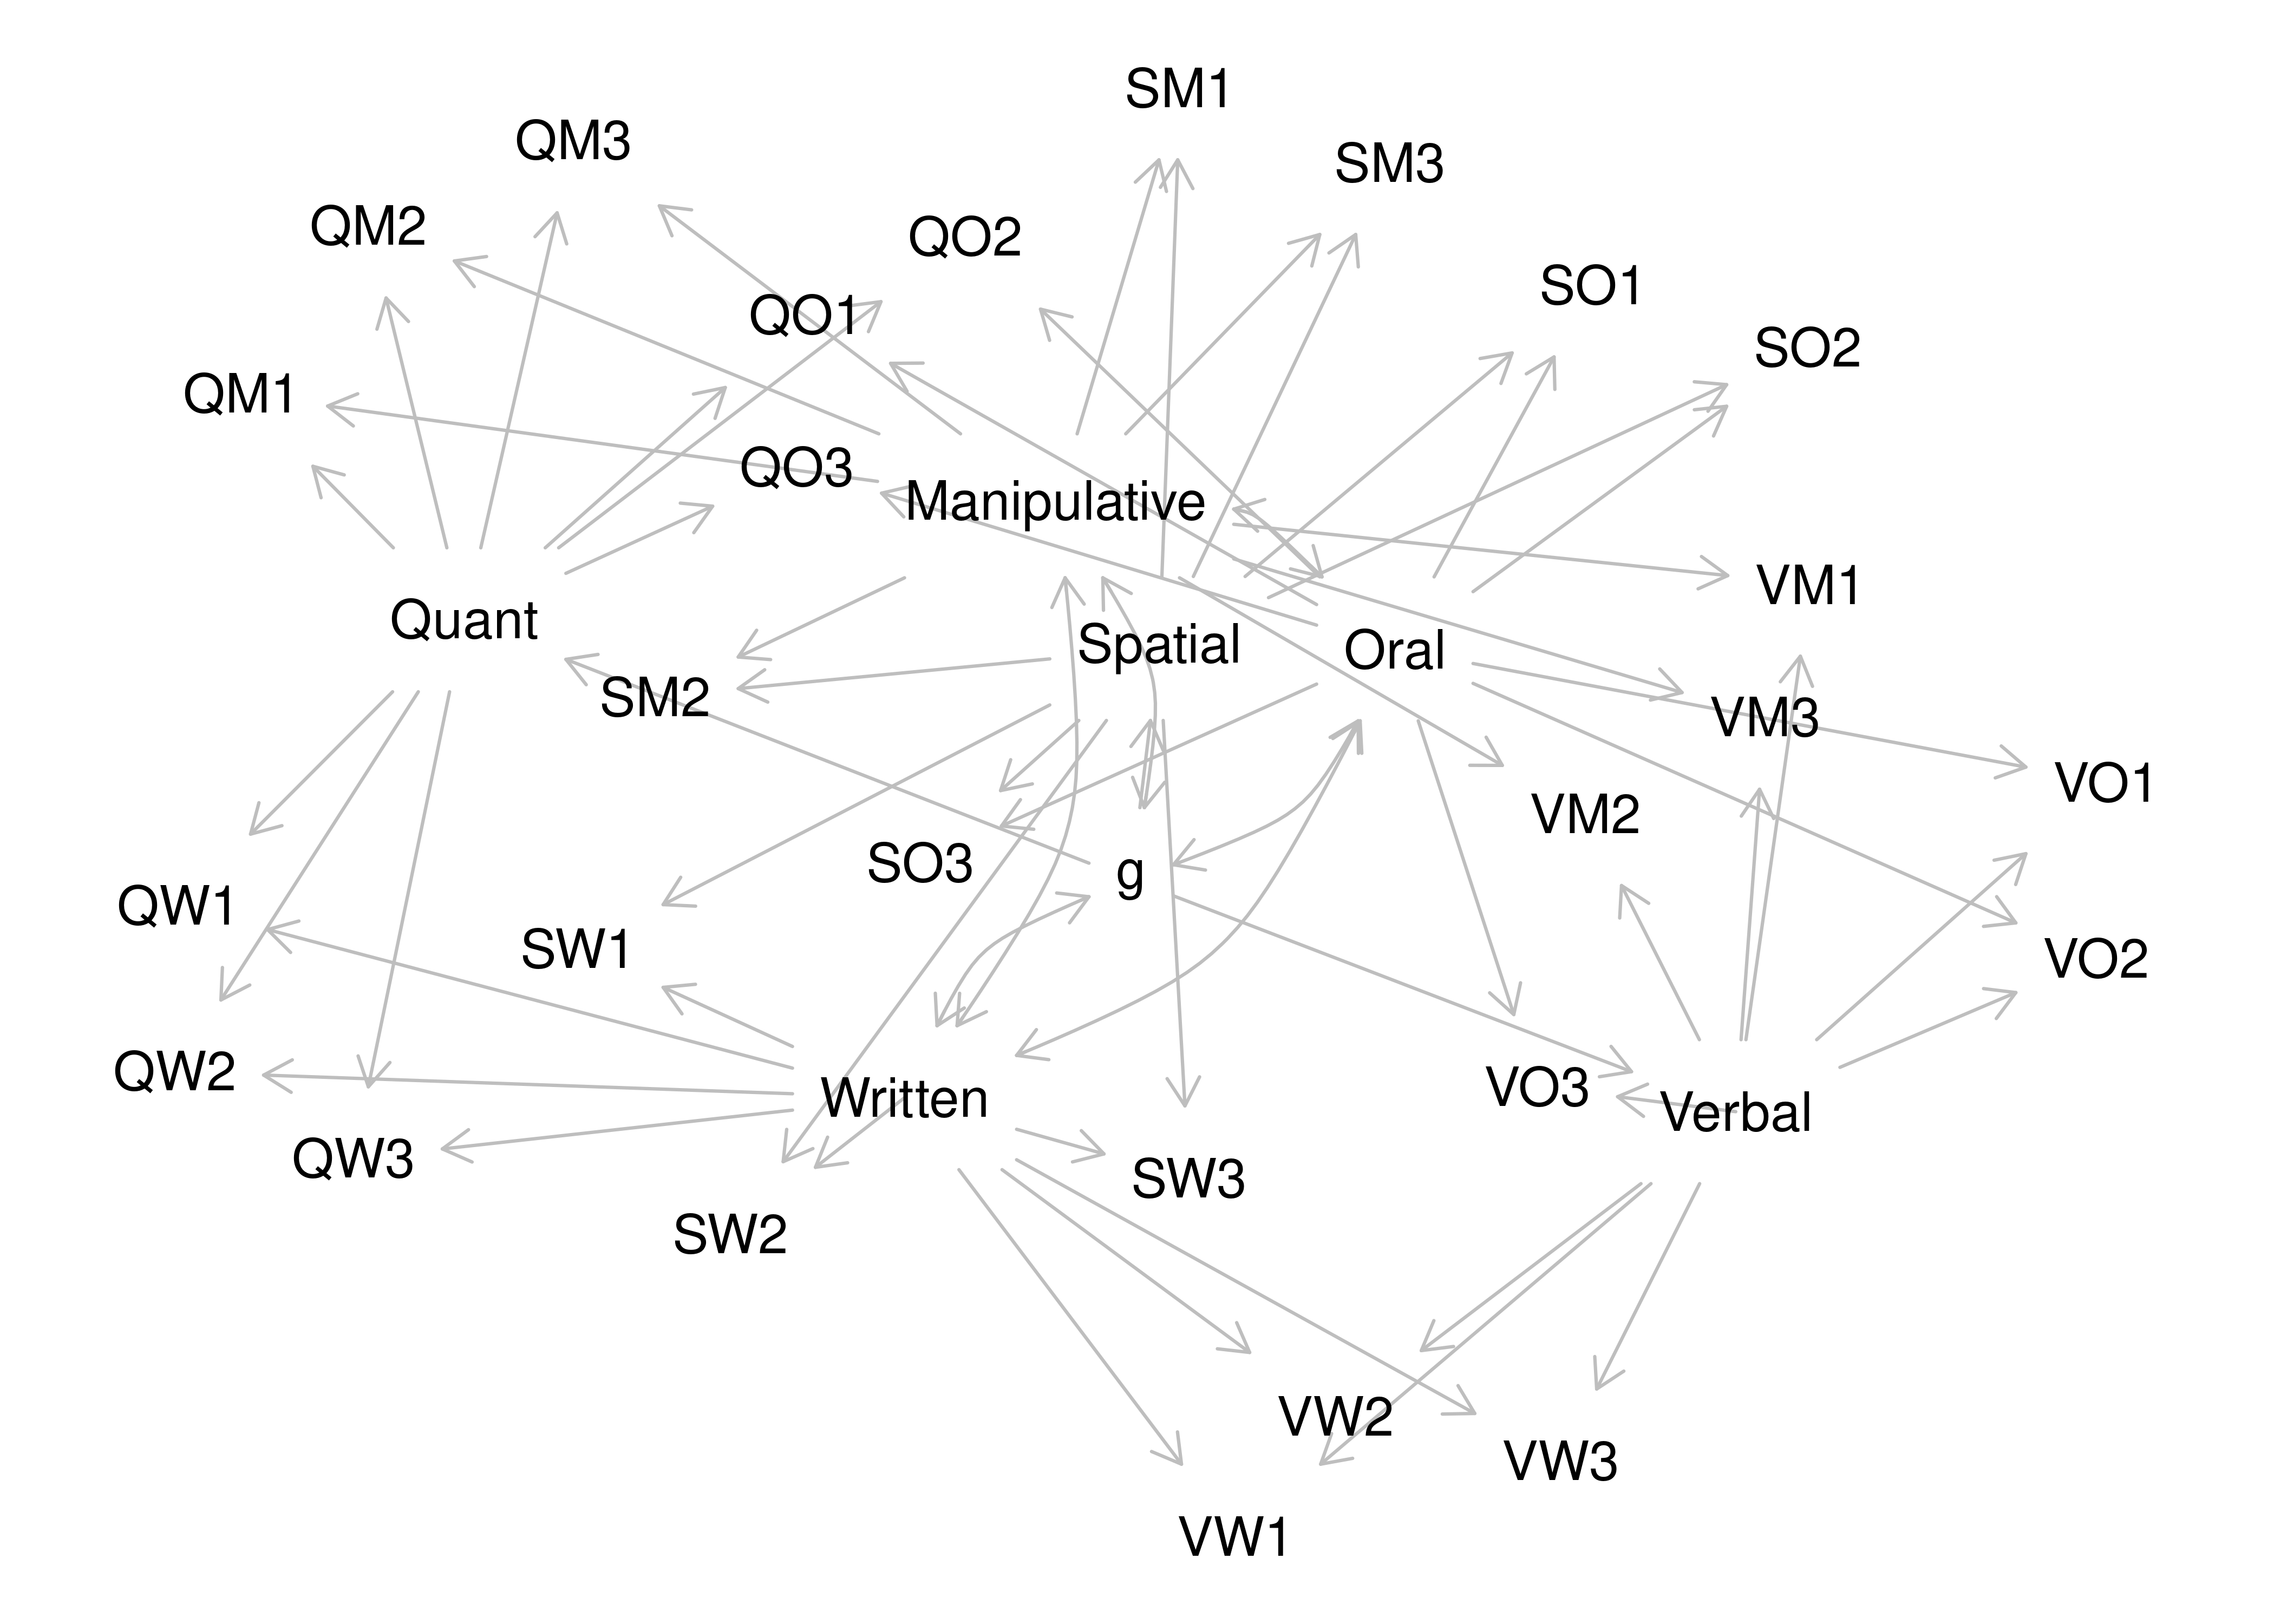 SM1
QM3
SM3
QM2
QO2
SO1
QO1
SO2
QM1
QO3
Manipulative
VM1
Quant
Spatial
Oral
SM2
VM3
VO1
VM2
SO3
g
QW1
SW1
VO2
QW2
Written
VO3
Verbal
QW3
SW3
SW2
VW2
VW3
VW1